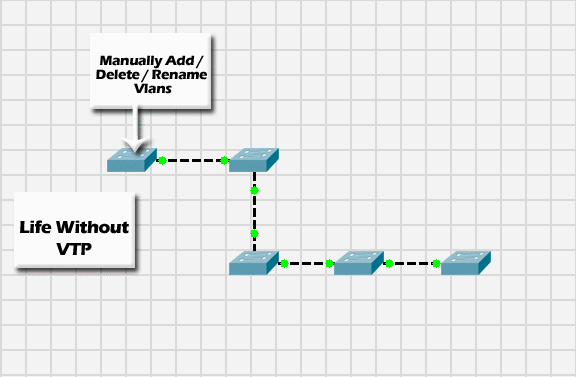 Manually Add /
Delete / Rename
Vlans
Life Without
VTP